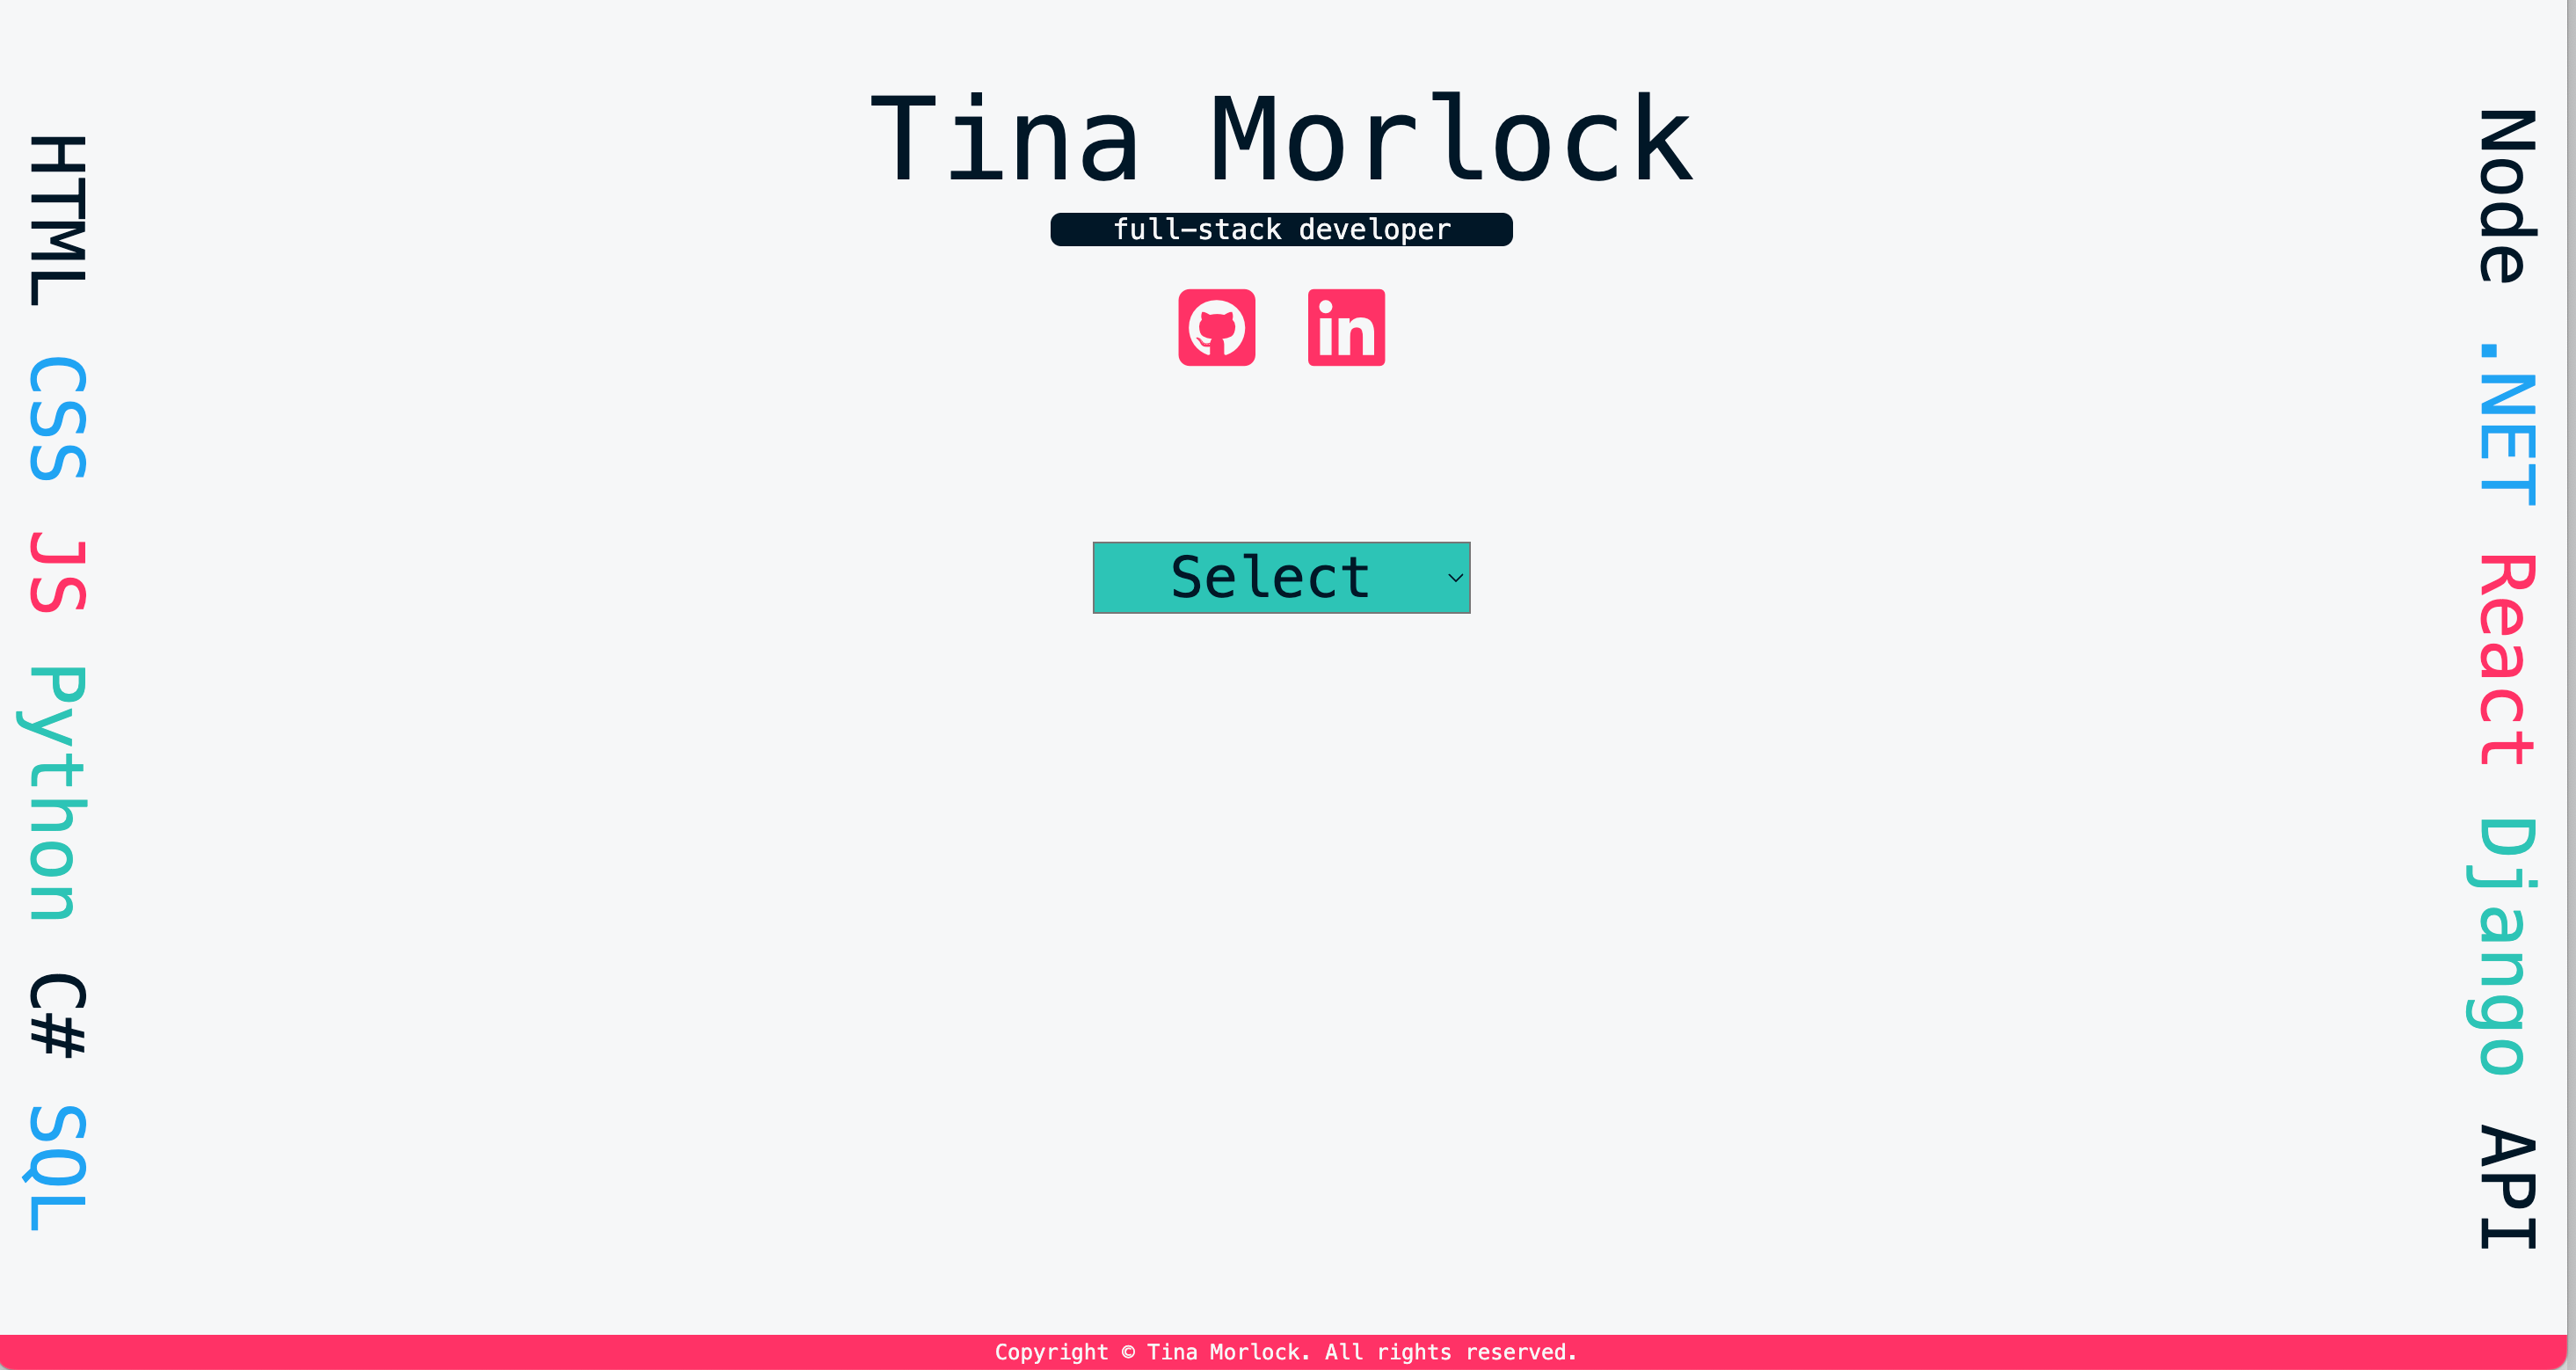 Tina Morlock
full-stack developer
in
Select
HTML CSS JS Python C# SQL
Node .NET React Django API
Copyright © Tina Morlock. All rights reserved.